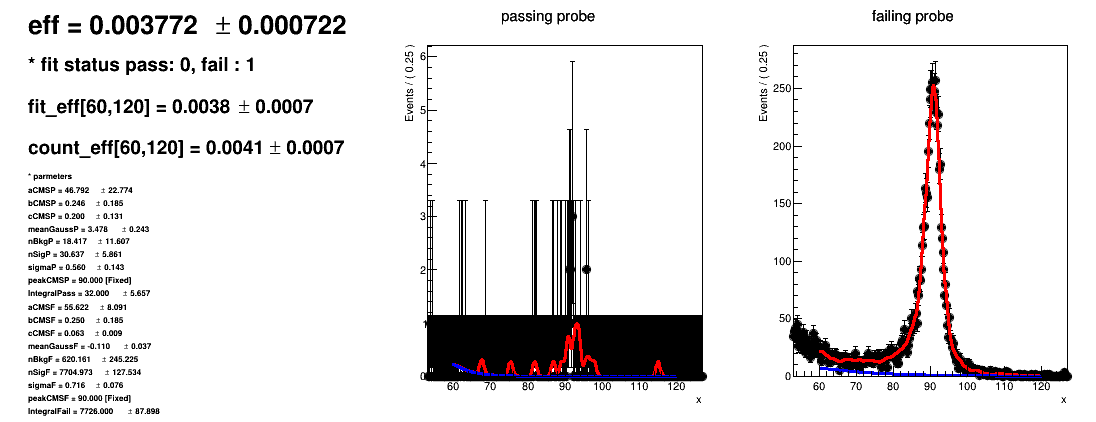 eff = 0.003772 ± 0.000722
* fit status pass: 0, fail : 1
fit_eff[60,120] = 0.0038 ± 0.0007
count_eff[60,120] = 0.0041 ± 0.0007
* parmeters
aCMSP = 46.792 ± 22.774
bCMSP = 0.246 ± 0.185
cCMSP = 0.200 ± 0.131
meanGaussP = 3.478 ± 0.243
nBkgP = 18.417 ± 11.607
nSigP = 30.637 ± 5.861
sigmaP = 0.560 ± 0.143
peakCMSP = 90.000 [Fixed]
IntegralPass = 32.000 ± 5.657
aCMSF = 55.622 ± 8.091
bCMSF = 0.250 ± 0.185
cCMSF = 0.063 ± 0.009
meanGaussF = -0.110 ± 0.037
nBkgF = 620.161 ± 245.225
nSigF = 7704.973 ± 127.534
sigmaF = 0.716 ± 0.076
peakCMSF = 90.000 [Fixed]
IntegralFail = 7726.000 ± 87.898
passing probe
Events / ( 0.25 )
6
5
4
3
2
1
0
60 70 80 90 100 110 120
x
failing probe
Events / ( 0.25 )
250
200
150
100
50
0
60 70 80 90 100 110 120
x